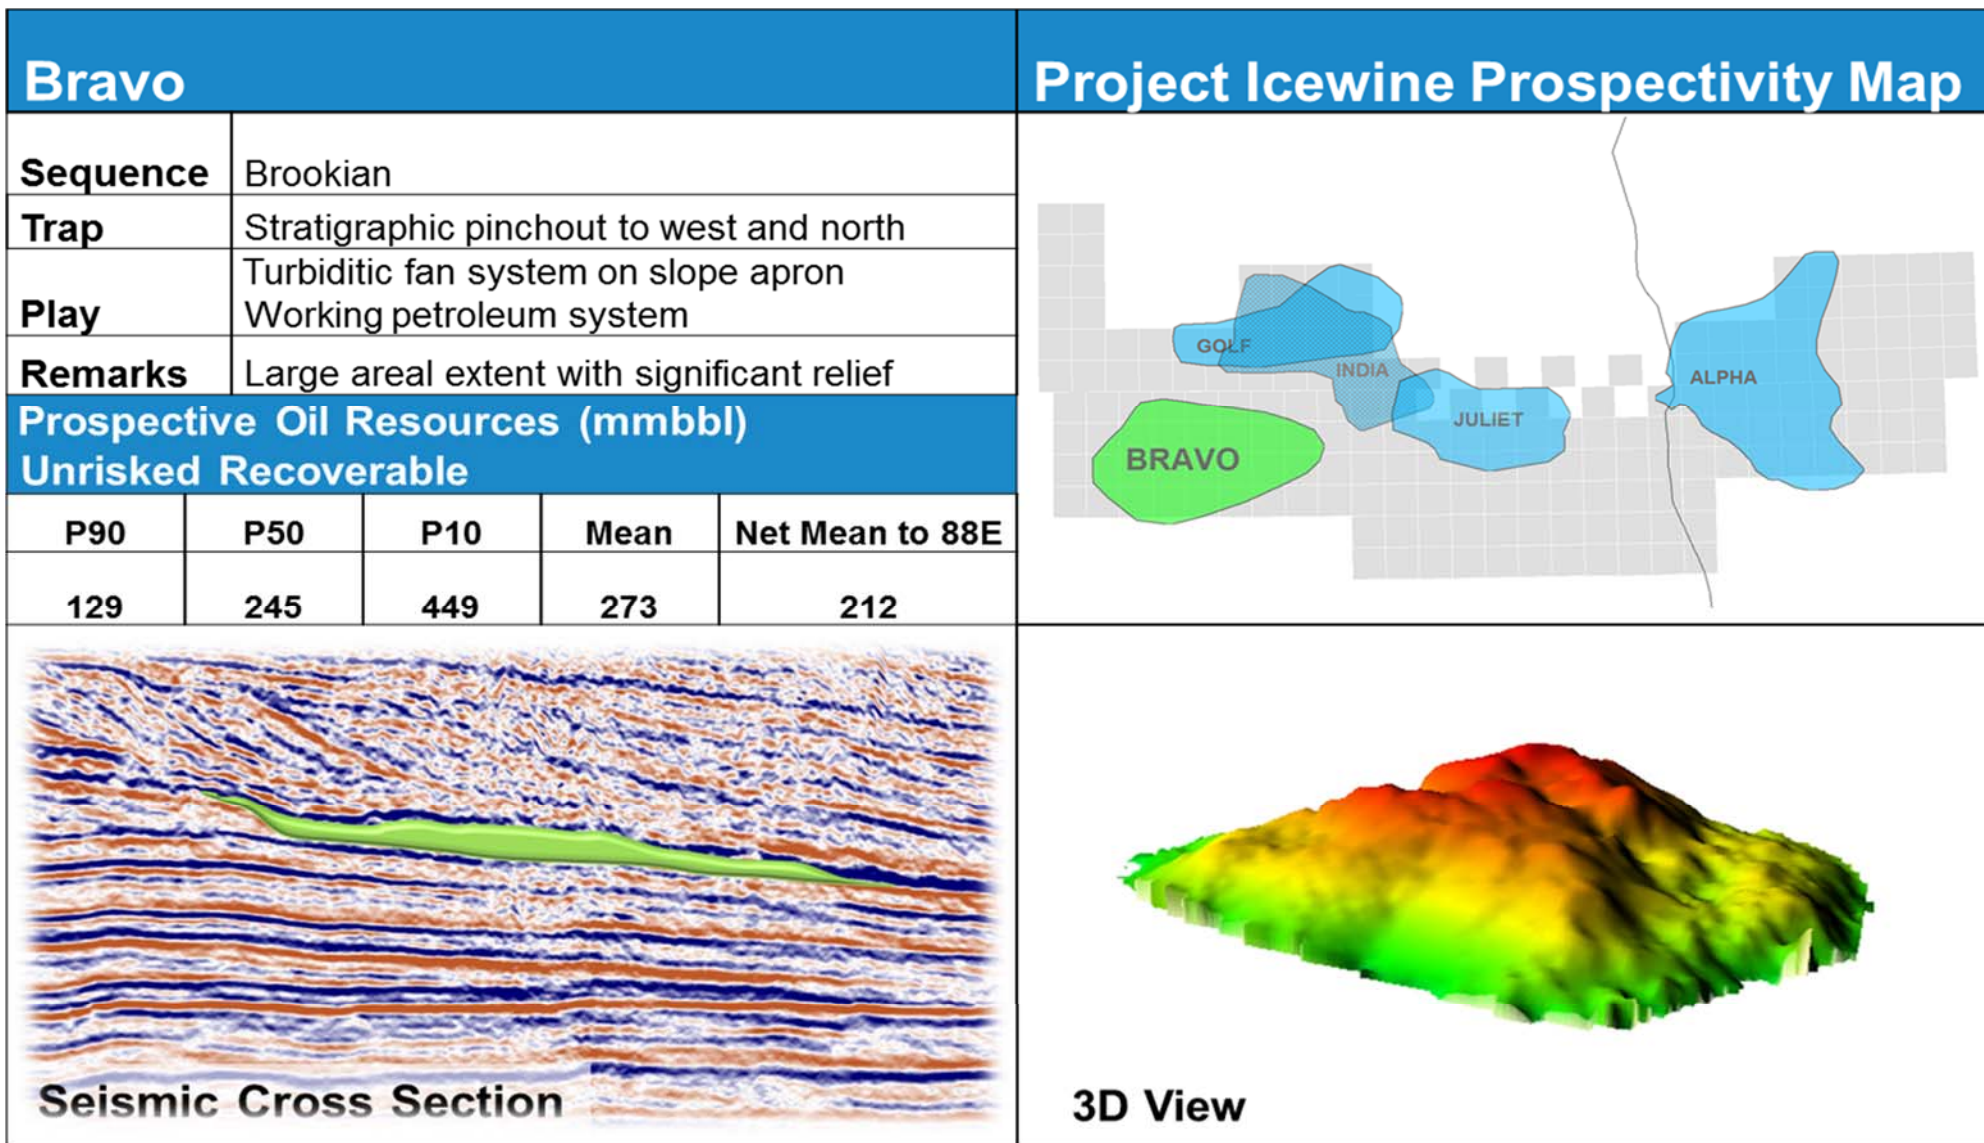 Bravo
Project Icewine Prospectivity Map
Sequence Brookian
Trap Stratigraphic pinchout to west and north
Play Turbiditic fan system on slope apron
Working petroleum system
Remarks Large areal extent with significant relief
Prospective Oil Resources (mmbbl)
Unrisked Recoverable
P90 P50 P10 Mean Net Mean to 88E
129 245 449 273 212
GOLF
INDIA
ALPHA
JULIET
BRAVO
Seismic Cross Section
3D View